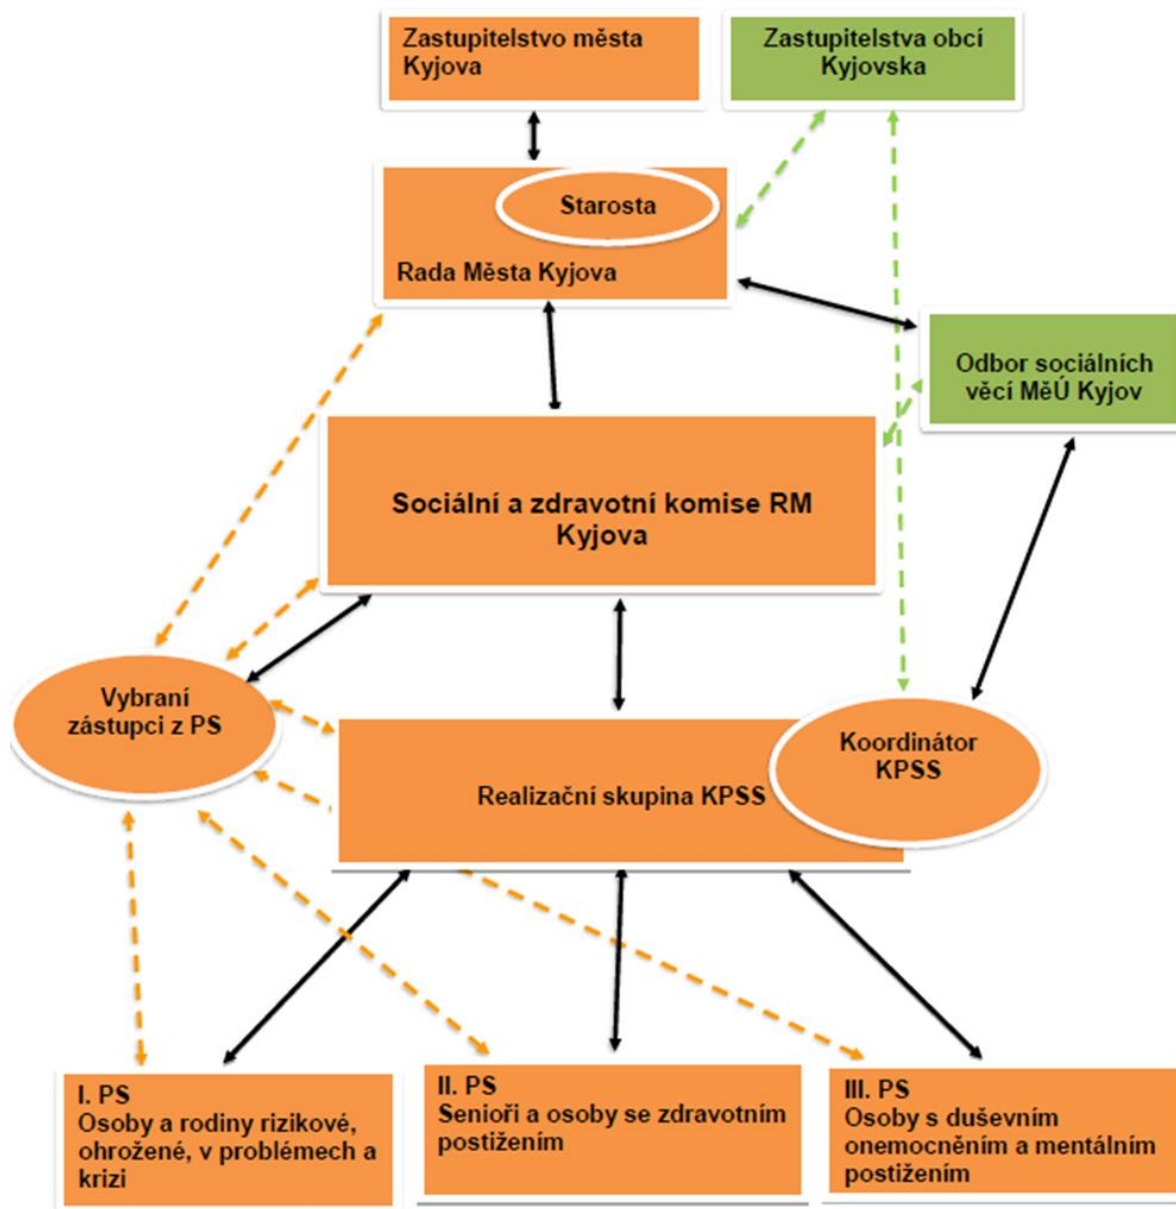 Zastupitelstvo města
Kyjova
Zastupitelstva obcí
Kyjovska
Starosta
Rada Města Kyjova
Odbor sociálních
věcí MěÚ Kyjov
Sociální a zdravotní komise RM
Kyjova
Vybraní
zástupci z PS
Koordinátor
KPSS
Realizační skupina KPSS
I. PS
Osoby a rodiny rizikové,
ohrožené, v problémech a
krizi
II. PS
Senioři a osoby se zdravotním
postižením
III. PS
Osoby s duševním
onemocněním a mentálním
postižením